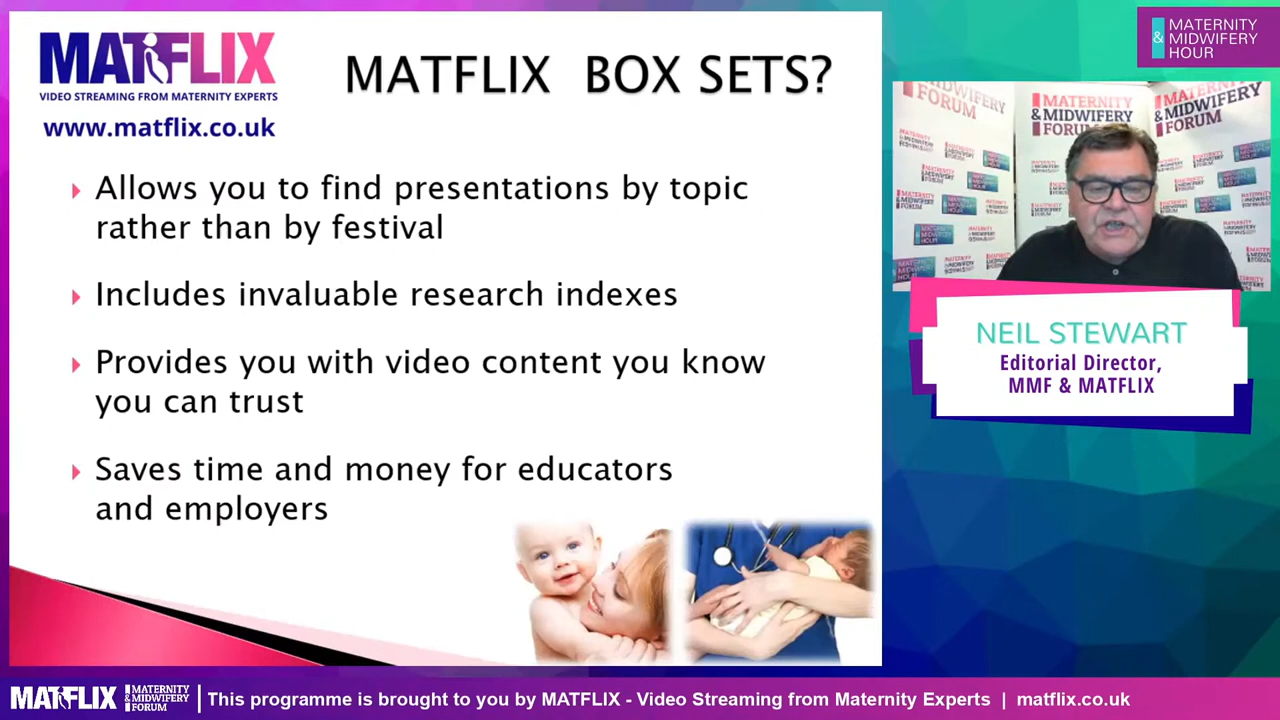 MATFLIX
VIDEO STREAMING FROM MATERNITY EXPERTS
www.matflix.co.uk
MATFLIX BOX SETS?
Allows you to find presentations by topic
rather than by festival
Includes invaluable research indexes
Provides you with video content you know
you can trust
Saves time and money for educators
and employers
MATERNITY
& MIDWIFERY
HOUR
MATERNITY
& MIDWIFERY
FORUM
NEIL STEWART
Editorial Director,
MMF & MATFLIX
MATFLIX
MATERNITY
& MIDWIFERY
FORUM
This programme is brought to you by MATFLIX - Video Streaming from Maternity Experts | matflix.co.uk